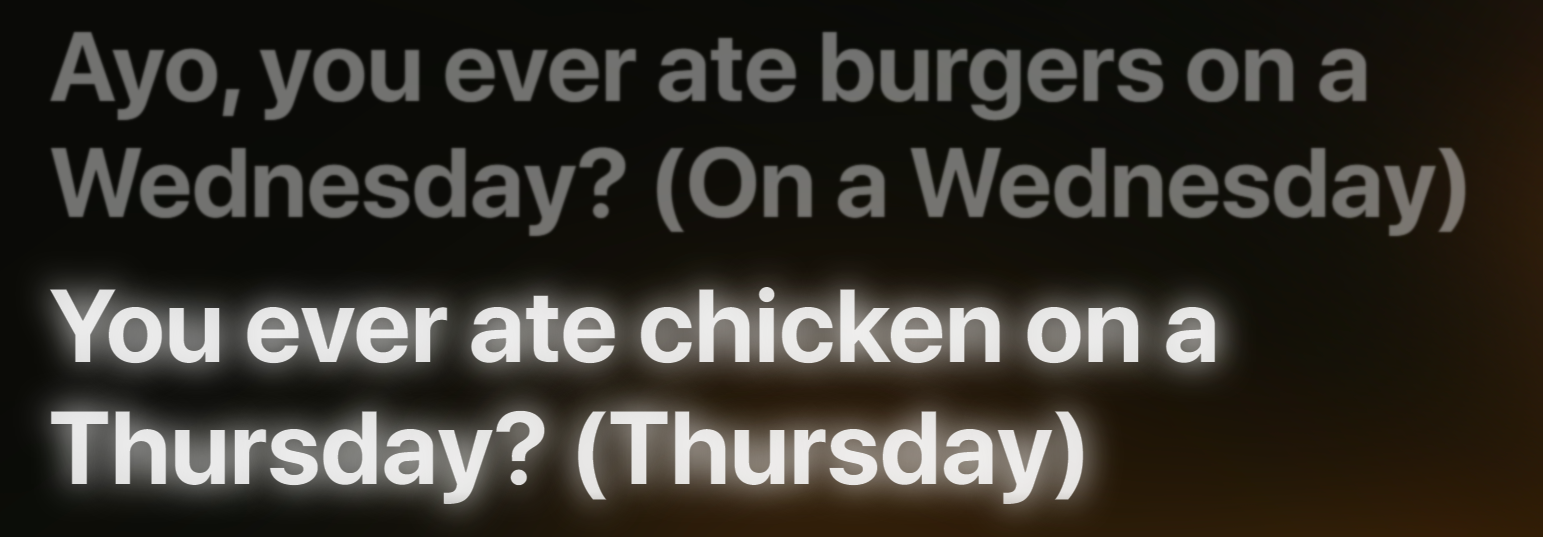 Ayo, you ever ate burgers on a
Wednesday? (On a Wednesday)
You ever ate chicken on a
Thursday? (Thursday)